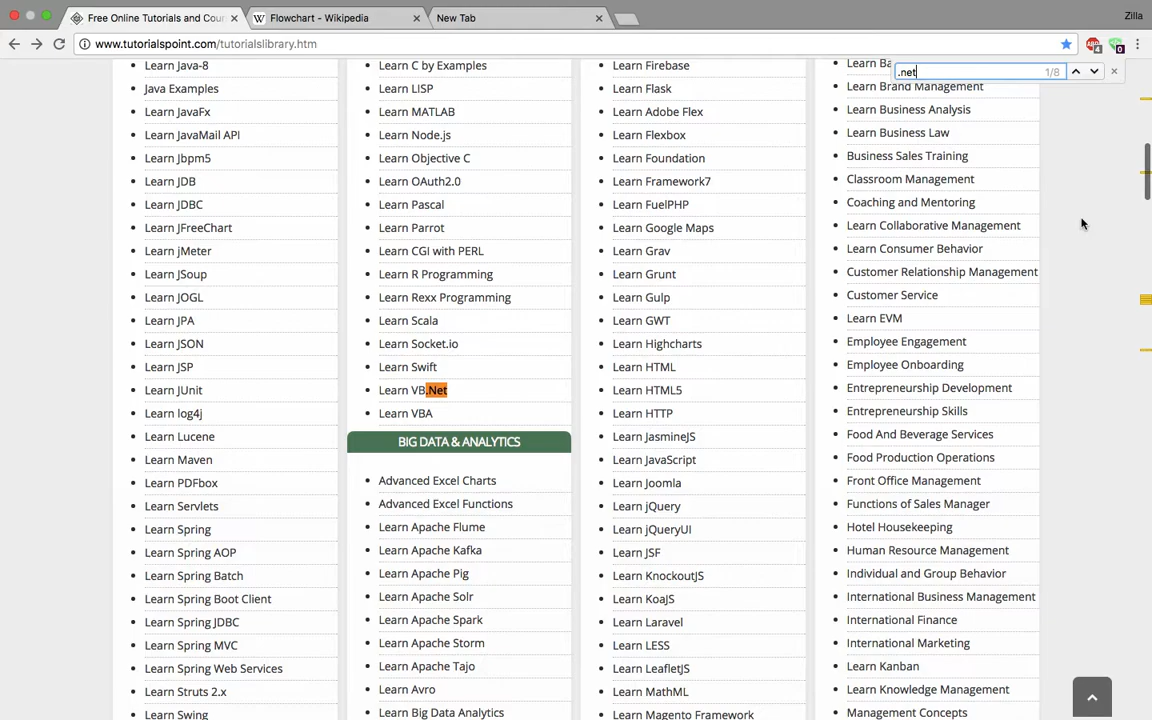 Free Online Tutorials and Cour
Flowchart - Wikipedia
New Tab
Zilla
www.tutorialspoint.com/tutorialslibrary.htm
4
0
.net
1/8
Learn Java-8
Java Examples
Learn JavaFx
Learn JavaMail API
Learn Jbpm5
Learn JDB
Learn JDBC
Learn JFreeChart
Learn jMeter
Learn JSoup
Learn JOGL
Learn JPA
Learn JSON
Learn JSP
Learn JUnit
Learn log4j
Learn Lucene
Learn Maven
Learn PDFbox
Learn Servlets
Learn Spring
Learn Spring AOP
Learn Spring Batch
Learn Spring Boot Client
Learn Spring JDBC
Learn Spring MVC
Learn Spring Web Services
Learn Struts 2.x
Learn Swing
Learn C by Examples
Learn LISP
Learn MATLAB
Learn Node.js
Learn Objective C
Learn OAuth2.0
Learn Pascal
Learn Parrot
Learn CGI with PERL
Learn R Programming
Learn Rexx Programming
Learn Scala
Learn Socket.io
Learn Swift
Learn VB.Net
Learn VBA
BIG DATA & ANALYTICS
Advanced Excel Charts
Advanced Excel Functions
Learn Apache Flume
Learn Apache Kafka
Learn Apache Pig
Learn Apache Solr
Learn Apache Spark
Learn Apache Storm
Learn Apache Tajo
Learn Avro
Learn Big Data Analytics
Learn Firebase
Learn Flask
Learn Adobe Flex
Learn Flexbox
Learn Foundation
Learn Framework7
Learn FuelPHP
Learn Google Maps
Learn Grav
Learn Grunt
Learn Gulp
Learn GWT
Learn Highcharts
Learn HTML
Learn HTML5
Learn HTTP
Learn JasmineJS
Learn JavaScript
Learn Joomla
Learn jQuery
Learn jQueryUI
Learn JSF
Learn KnockoutJS
Learn KoaJS
Learn Laravel
Learn LESS
Learn LeafletJS
Learn MathML
Learn Magento Framework
Learn Ba
Learn Brand Management
Learn Business Analysis
Learn Business Law
Business Sales Training
Classroom Management
Coaching and Mentoring
Learn Collaborative Management
Learn Consumer Behavior
Customer Relationship Management
Customer Service
Learn EVM
Employee Engagement
Employee Onboarding
Entrepreneurship Development
Entrepreneurship Skills
Food And Beverage Services
Food Production Operations
Front Office Management
Functions of Sales Manager
Hotel Housekeeping
Human Resource Management
Individual and Group Behavior
International Business Management
International Finance
International Marketing
Learn Kanban
Learn Knowledge Management
Management Concepts